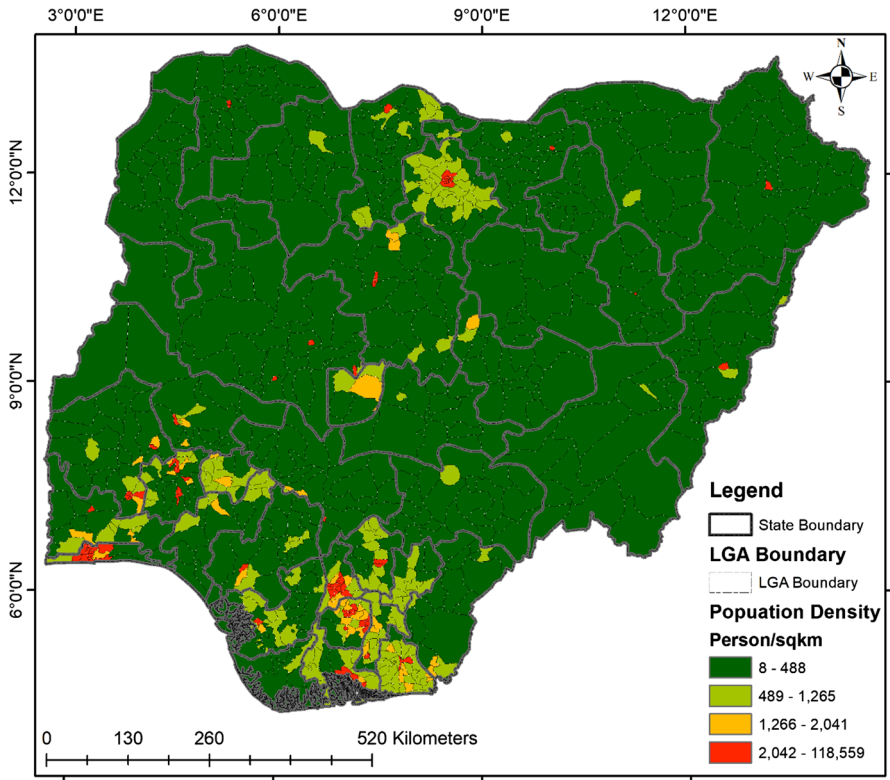 3°0'0"E 6°0'0"E 9°0'0"E 12°0'0"E
N
W E
S
12°0'0"N
9°0'0"N
6°0'0"N
Legend
State Boundary
LGA Boundary
LGA Boundary
Popuation Density
Person/sqkm
8 - 488
489 - 1,265
1,266 - 2,041
2,042 - 118,559
0 130 260 520 Kilometers